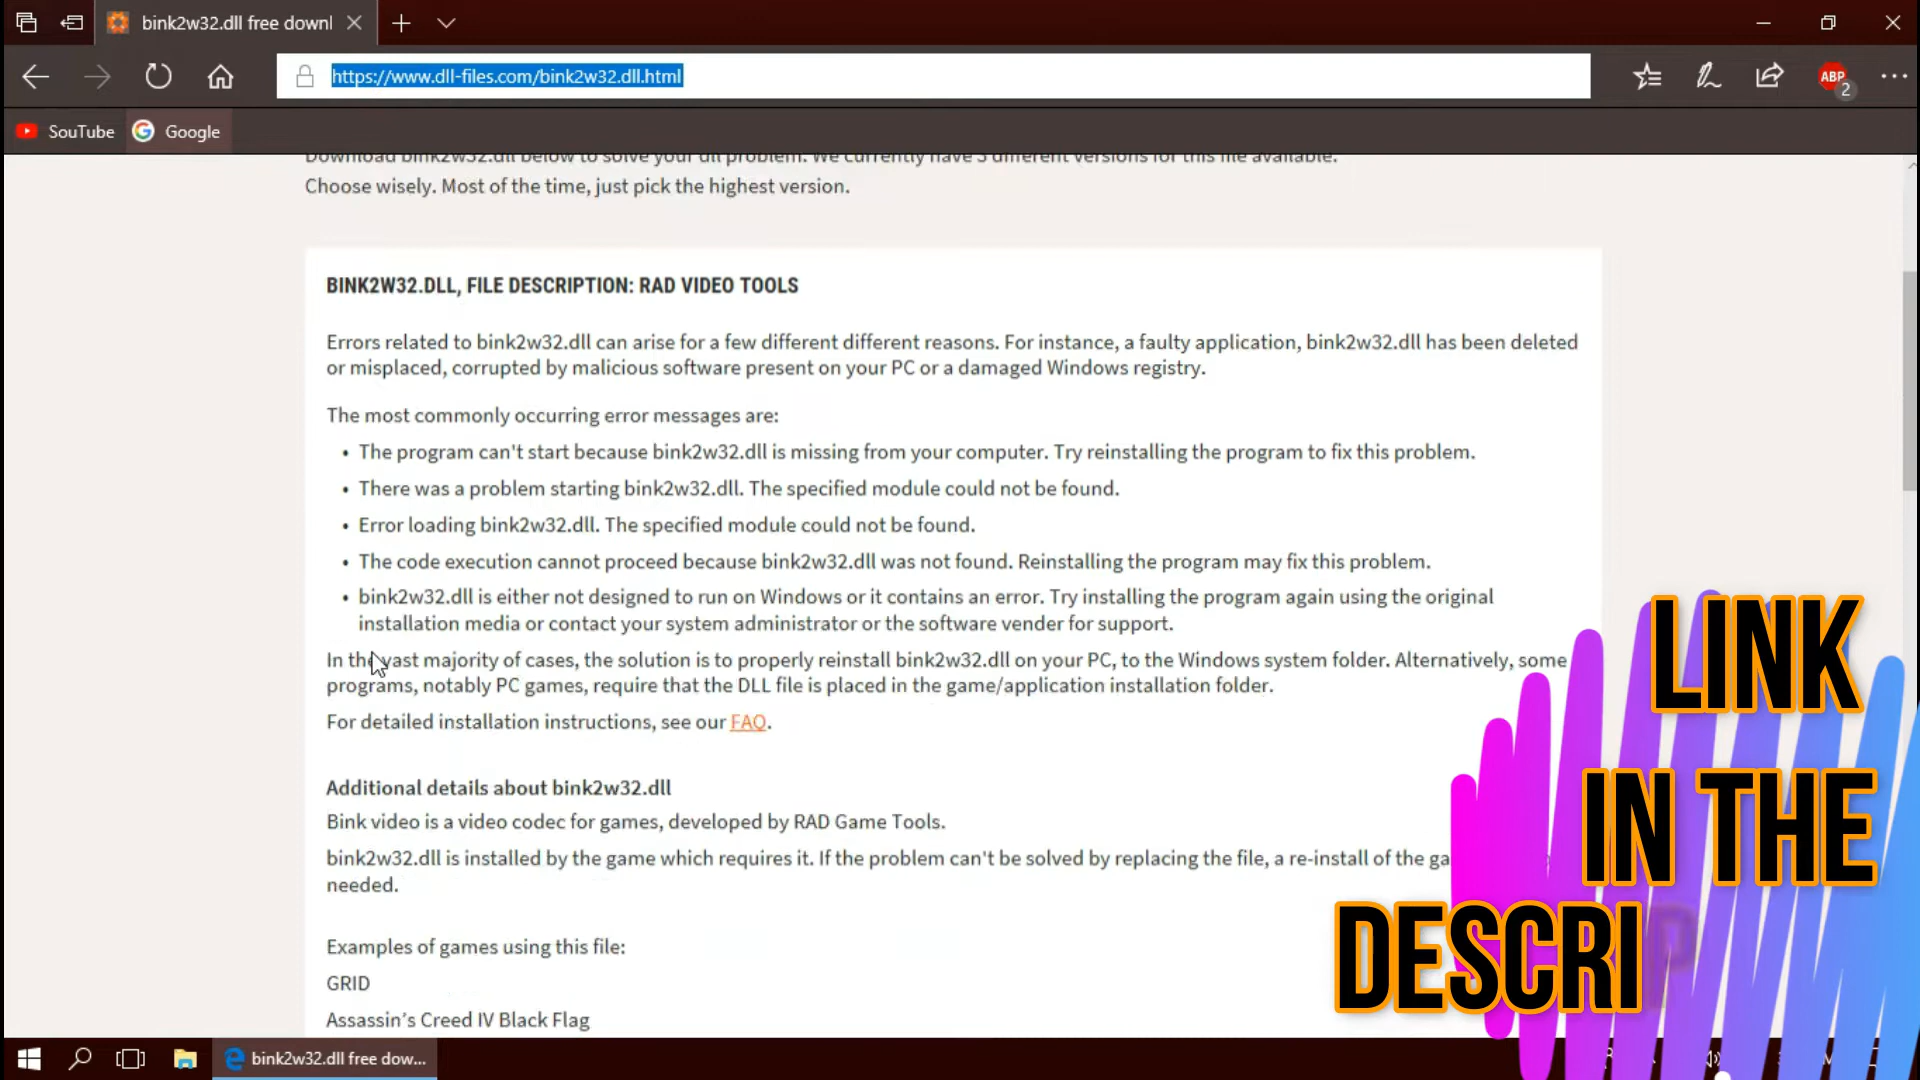 bink2w32.dll free downl
https://www.dll-files.com/bink2w32.dll.html
ABP
2
SouTube
Google
Download bink2w32.dll below to solve your dll problem. We currently have 3 different versions for this file available.
Choose wisely. Most of the time, just pick the highest version.
BINK2W32.DLL, FILE DESCRIPTION: RAD VIDEO TOOLS
Errors related to bink2w32.dll can arise for a few different different reasons. For instance, a faulty application, bink2w32.dll has been deleted
or misplaced, corrupted by malicious software present on your PC or a damaged Windows registry.
The most commonly occurring error messages are:
• The program can't start because bink2w32.dll is missing from your computer. Try reinstalling the program to fix this problem.
• There was a problem starting bink2w32.dll. The specified module could not be found.
• Error loading bink2w32.dll. The specified module could not be found.
• The code execution cannot proceed because bink2w32.dll was not found. Reinstalling the program may fix this problem.
• bink2w32.dll is either not designed to run on Windows or it contains an error. Try installing the program again using the original
installation media or contact your system administrator or the software vender for support.
In the vast majority of cases, the solution is to properly reinstall bink2w32.dll on your PC, to the Windows system folder. Alternatively, some
programs, notably PC games, require that the DLL file is placed in the game/application installation folder.
For detailed installation instructions, see our FAQ.
Additional details about bink2w32.dll
Bink video is a video codec for games, developed by RAD Game Tools.
bink2w32.dll is installed by the game which requires it. If the problem can't be solved by replacing the file, a re-install of the ga
needed.
Examples of games using this file:
GRID
Assassin's Creed IV Black Flag
LINK
IN THE
DESCRIP
bink2w32.dll free dow...